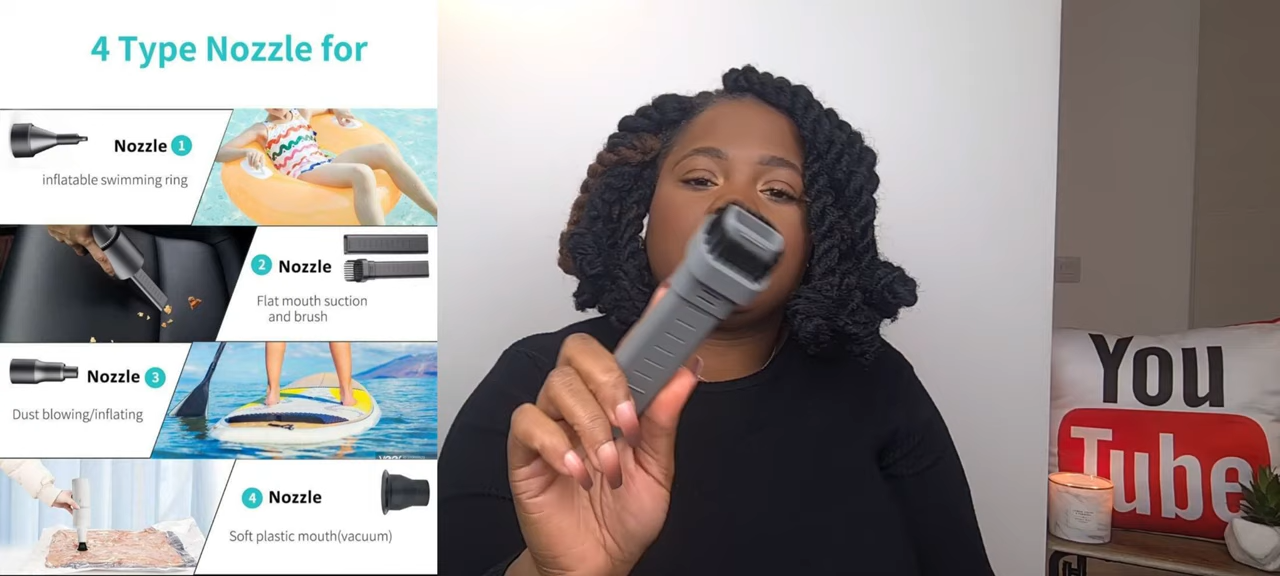 4 Type Nozzle for
Nozzle 1
inflatable swimming ring
2 Nozzle
Flat mouth suction
and brush
Nozzle 3
Dust blowing/inflating
4 Nozzle
Soft plastic mouth(vacuum)
You
Tube